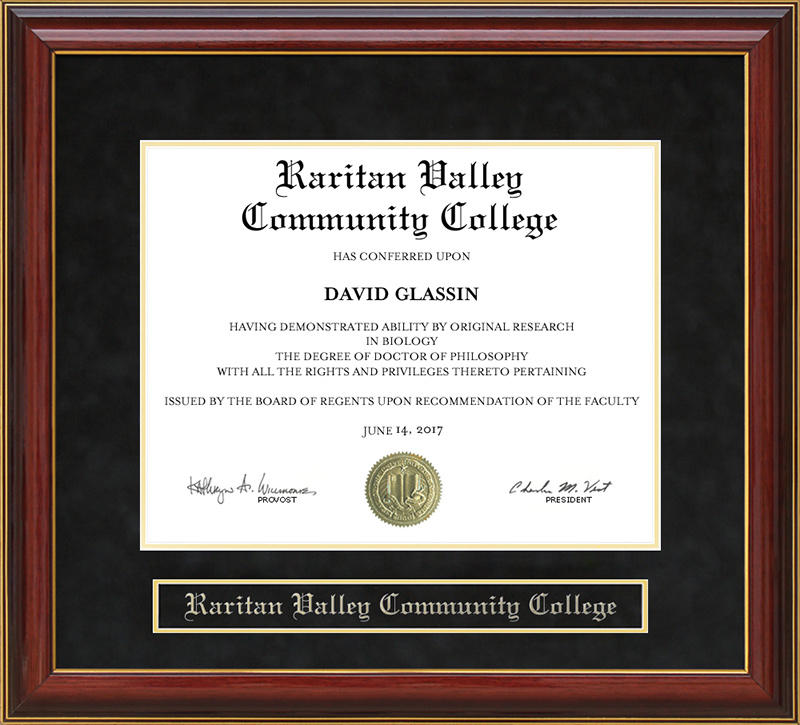 Raritan Valley
Community College
HAS CONFERRED UPON
DAVID GLASSIN
HAVING DEMONSTRATED ABILITY BY ORIGINAL RESEARCH
IN BIOLOGY
THE DEGREE OF DOCTOR OF PHILOSOPHY
WITH ALL THE RIGHTS AND PRIVILEGES THERETO PERTAINING
ISSUED BY THE BOARD OF REGENTS UPON RECOMMENDATION OF THE FACULTY
JUNE 14, 2017
PROVOST
Charles M. Vest
PRESIDENT
Raritan Valley Community College